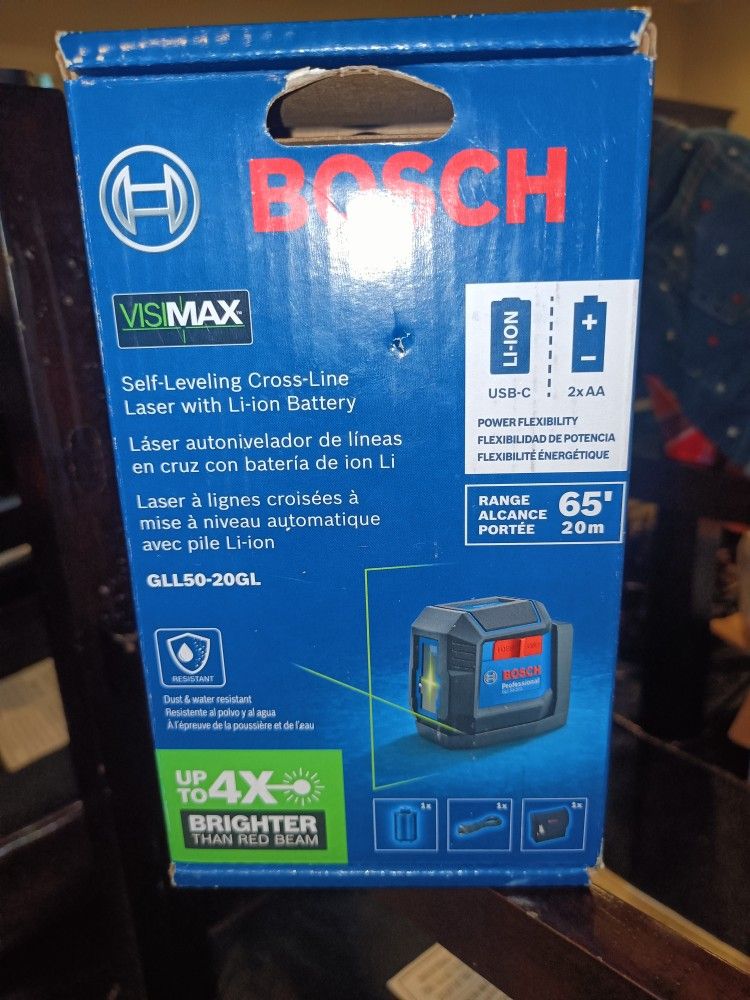 BOSCH
VISIMAX™
Self-Leveling Cross-Line
Laser with Li-ion Battery
Láser autonivelador de líneas
en cruz con batería de ion Li
Laser à lignes croisées à
mise à niveau automatique
avec pile Li-ion
GLL50-20GL
LI-ION
+
−
USB-C
2xAA
POWER FLEXIBILITY
FLEXIBILIDAD DE POTENCIA
FLEXIBILITÉ ÉNERGÉTIQUE
RANGE
ALCANCE
PORTÉE
65'
20m
RESISTANT
Dust & water resistant
Resistente al polvo y al agua
À l'épreuve de la poussière et de l'eau
BOSCH
Professional
UP
TO 4X
BRIGHTER
THAN RED BEAM
1x
1x
1x